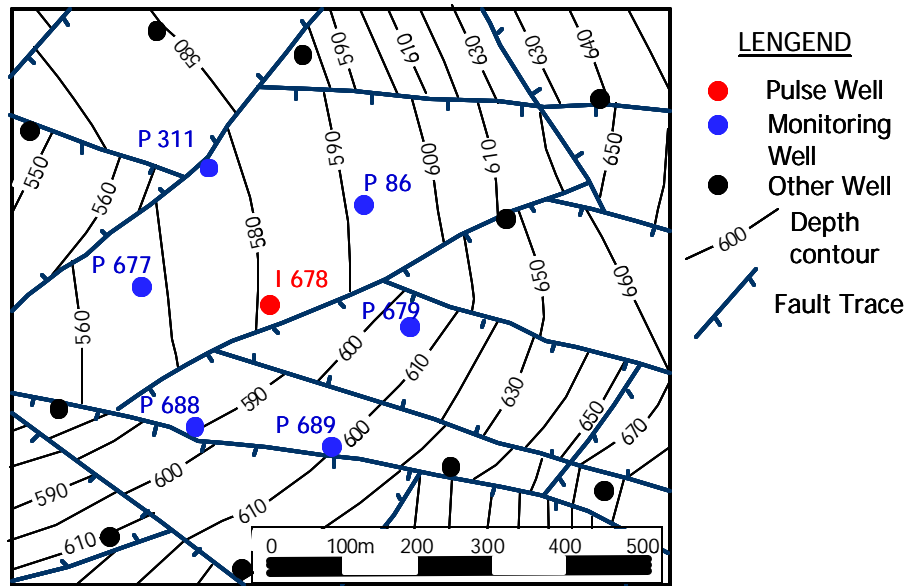 580
590
610
630
630
640
LENGEND
Pulse Well
Monitoring
Well
Other Well
600
Depth
contour
Fault Trace
P 311
550
560
590
600
610
650
P 86
580
P 677
I 678
650
660
560
P 679
600
610
630
650
670
P 688
590
P 689
600
600
590
610
610
0 100m 200 300 400 500